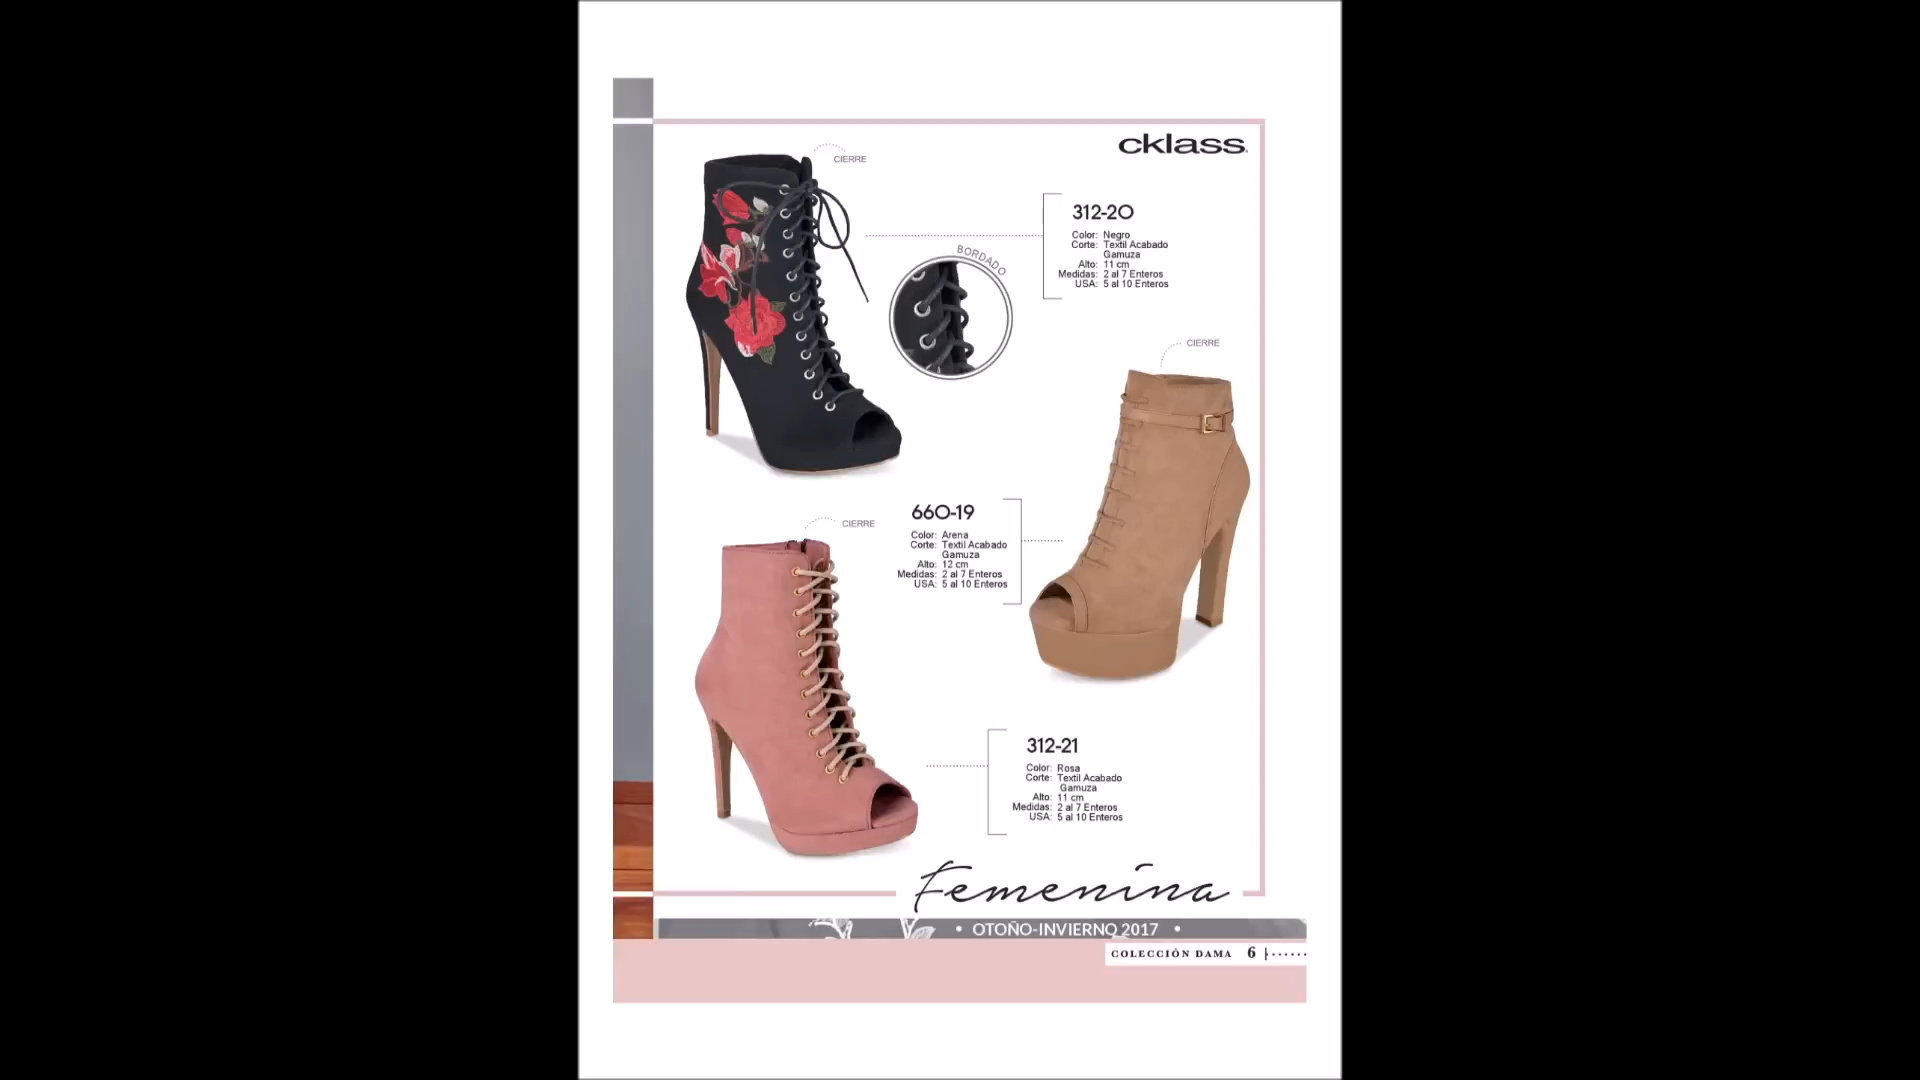 cklass
CIERRE
312-20
Color: Negro
Corte: Textil Acabado
Gamuza
Alto: 11 cm
Medidas: 2 al 7 Enteros
USA: 5 al 10 Enteros
BORDADO
CIERRE
660-19
Color: Arena
Corte: Textil Acabado
Gamuza
Alto: 12 cm
Medidas: 2 al 7 Enteros
USA: 5 al 10 Enteros
CIERRE
312-21
Color: Rosa
Corte: Textil Acabado
Gamuza
Alto: 11 cm
Medidas: 2 al 7 Enteros
USA: 5 al 10 Enteros
Femenina
• OTOÑO-INVIERNO 2017 •
COLECCIÓN DAMA 6